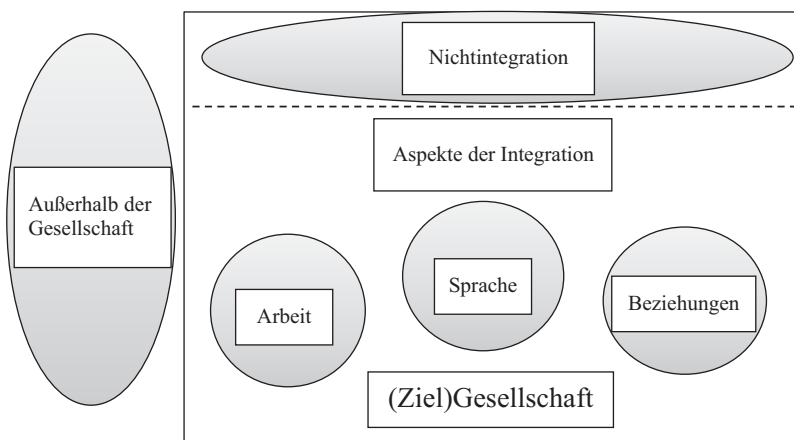 Nichtintegration
Aspekte der Integration
Außerhalb der
Gesellschaft
Sprache
Arbeit
Beziehungen
(Ziel)Gesellschaft